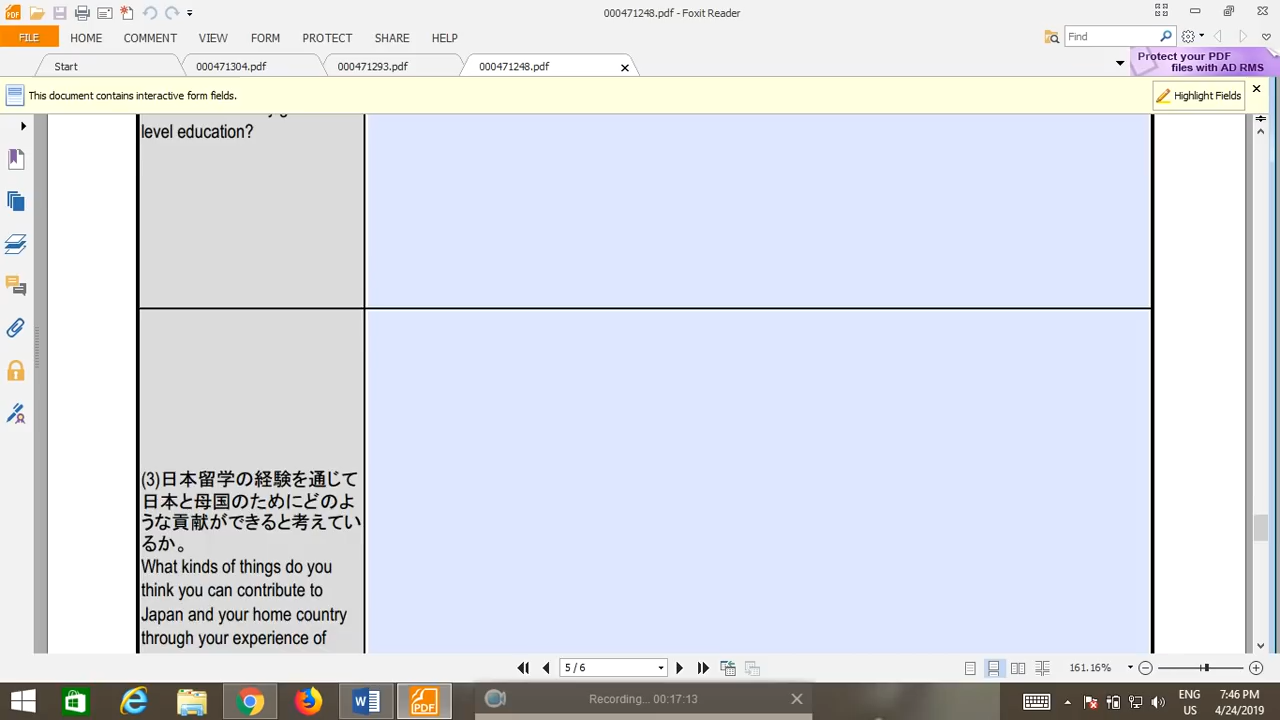 000471248.pdf - Foxit Reader
FILE
HOME
COMMENT
VIEW
FORM
PROTECT
SHARE
HELP
Find
Start
000471304.pdf
000471293.pdf
000471248.pdf
Protect your PDF
files with AD RMS
This document contains interactive form fields.
Highlight Fields
level education?
(3)日本留学の経験を通じて
日本と母国のためにどのよ
うな貢献ができると考えてい
るか。
What kinds of things do you
think you can contribute to
Japan and your home country
through your experience of
5 / 6
161.16%
Recording... 00:17:13
ENG
US
7:46 PM
4/24/2019